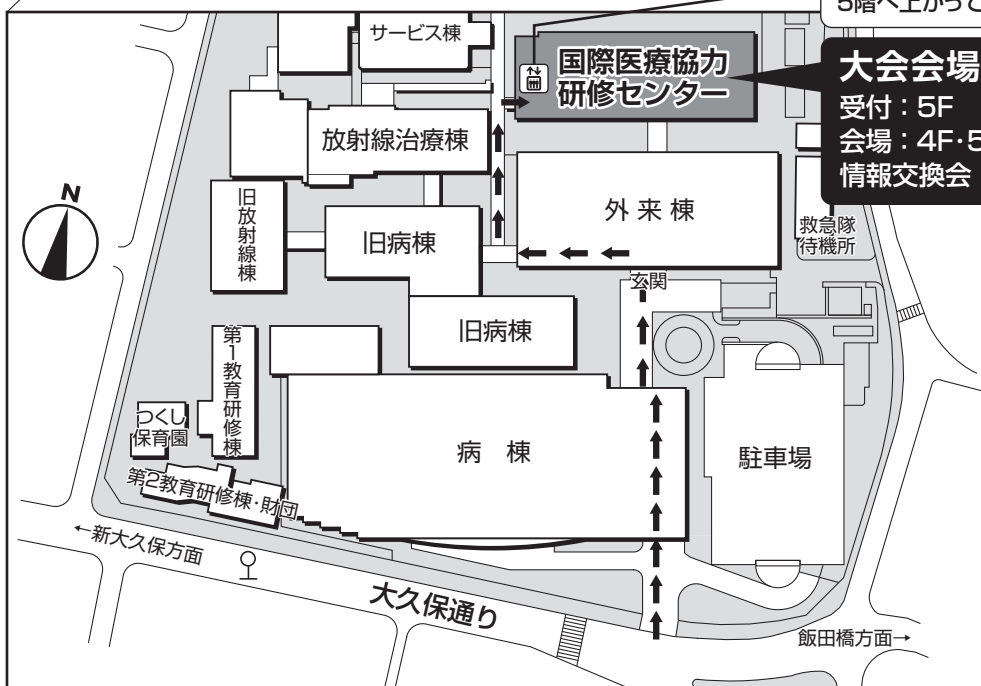 5階へ上がって
サービス棟
国際医療協力
研修センター
大会会場
受付：5F
会場：4F・5
情報交換会
放射線治療棟
外来棟
救急隊
待機所
N
旧放射線棟
旧病棟
玄関
旧病棟
第1教育研修棟
つくし
保育園
病棟
駐車場
第2教育研修棟・財団
←新大久保方面
大久保通り
飯田橋方面→